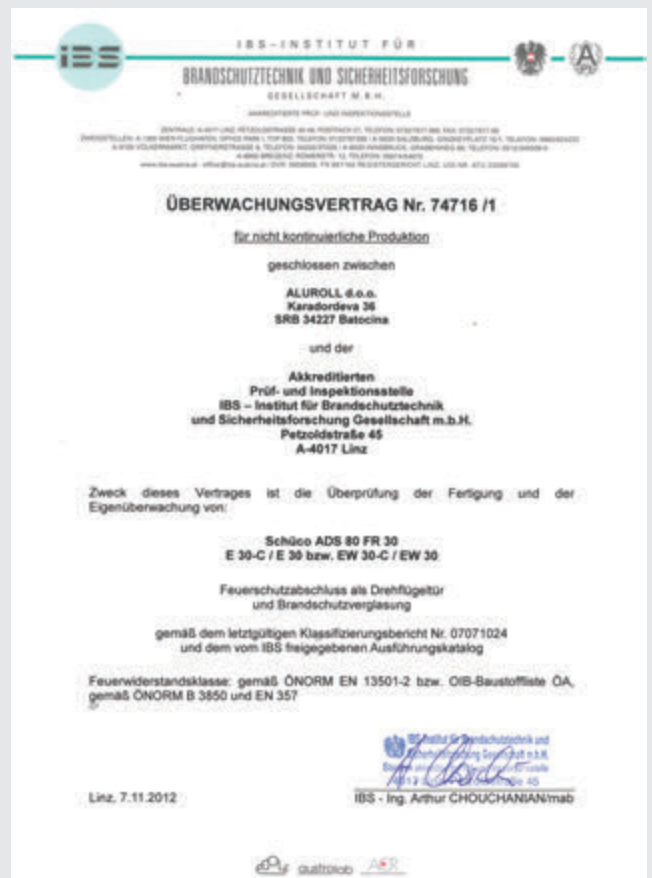 IBS
IBS-INSTITUT FÜR
BRANDSCHUTZTECHNIK UND SICHERHEITSFORSCHUNG
GESELLSCHAFT M.B.H.
AKKREDITIERTE PRÜF- UND INSPEKTIONSSTELLE
ÜBERWACHUNGSVERTRAG Nr. 74716 /1
für nicht kontinuierliche Produktion
geschlossen zwischen
ALUROLL d.o.o.
Karadordeva 36
SRB 34227 Batocina
und der
Akkreditierten
Prüf- und Inspektionsstelle
IBS – Institut für Brandschutztechnik
und Sicherheitsforschung Gesellschaft m.b.H.
Petzoldstraße 45
A-4017 Linz
Zweck dieses Vertrages ist die Überprüfung der Fertigung und der
Eigenüberwachung von:
Schüco ADS 80 FR 30
E 30-C / E 30 bzw. EW 30-C / EW 30
Feuerschutzabschluss als Drehflügeltür
und Brandschutzverglasung
gemäß dem letztgültigen Klassifizierungsbericht Nr. 07071024
und dem vom IBS freigegebenen Ausführungskatalog
Feuerwiderstandsklasse: gemäß ÖNORM EN 13501-2 bzw. OIB-Baustoffliste ÖA,
gemäß ÖNORM B 3850 und EN 357
Linz, 7.11.2012
IBS - Ing. Arthur CHOUCHANIAN/mab
austrolab